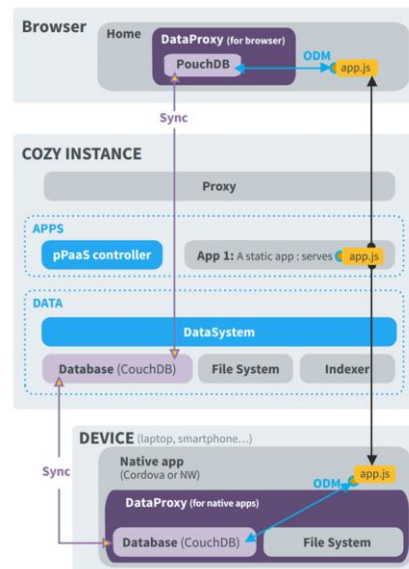 Browser
Home
DataProxy (for browser)
PouchDB
ODM
app.js
Sync
COZY INSTANCE
Proxy
APPS
pPaaS controller
App 1: A static app : serves
app.js
DATA
DataSystem
Database (CouchDB)
File System
Indexer
DEVICE (laptop, smartphone...)
Sync
Native app
(Cordova or NW)
app.js
ODM
DataProxy (for native apps)
Database (CouchDB)
File System